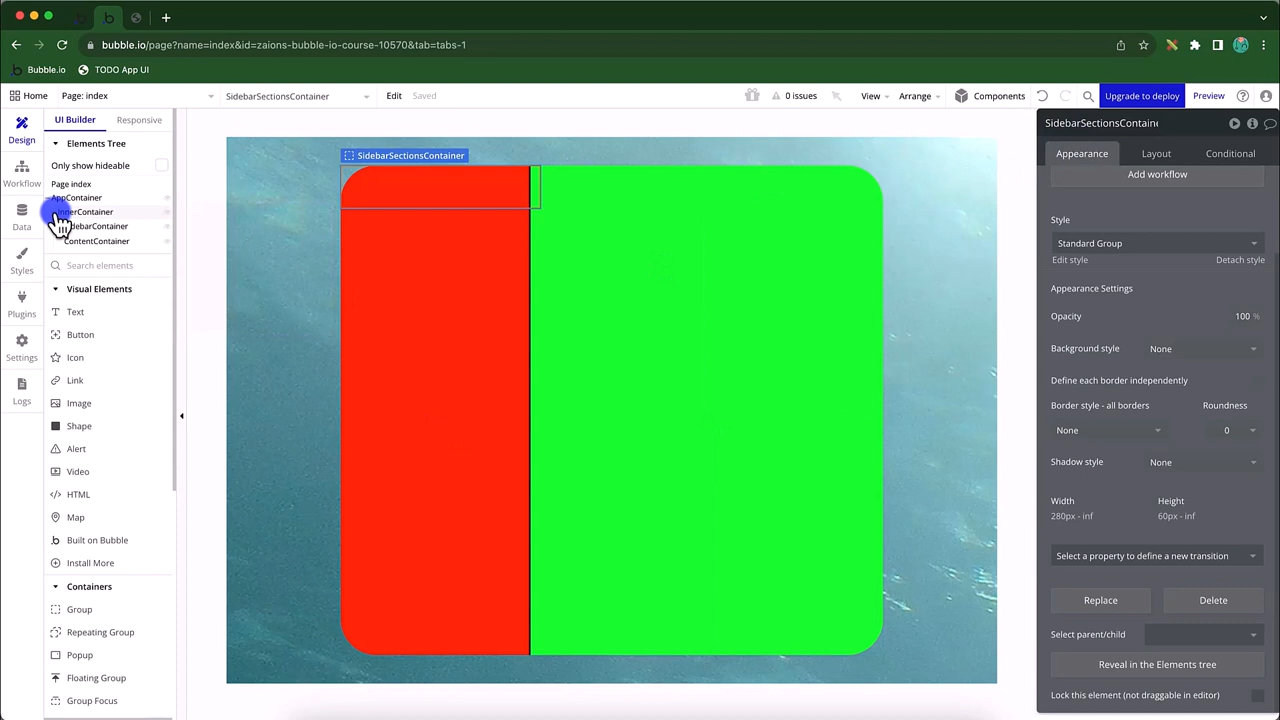 bubble.io/page?name=index&id=zaions-bubble-io-course-10570&tab=tabs-1
Bubble.io TODO App UI
Home Page: index SidebarSectionsContainer Edit Saved 0 issues View Arrange Components Upgrade to deploy Preview
Design
Workflow
Data
Styles
Plugins
Settings
Logs
UI Builder Responsive
Elements Tree
Only show hideable
Page index
AppContainer
ContentContainer
Search elements
Visual Elements
Text
Button
Icon
Link
Image
Shape
Alert
Video
HTML
Map
Built on Bubble
Install More
Containers
Group
Repeating Group
Popup
Floating Group
Group Focus
SidebarSectionsContainer
SidebarSectionsContaine
Appearance Layout Conditional
Add workflow
Style
Standard Group
Edit style Detach style
Appearance Settings
Opacity 100 %
Background style None
Define each border independently
Border style - all borders Roundness
None 0
Shadow style None
Width Height
280px - inf 60px - inf
Select a property to define a new transition
Replace Delete
Select parent/child
Reveal in the Elements tree
Lock this element (not draggable in editor)